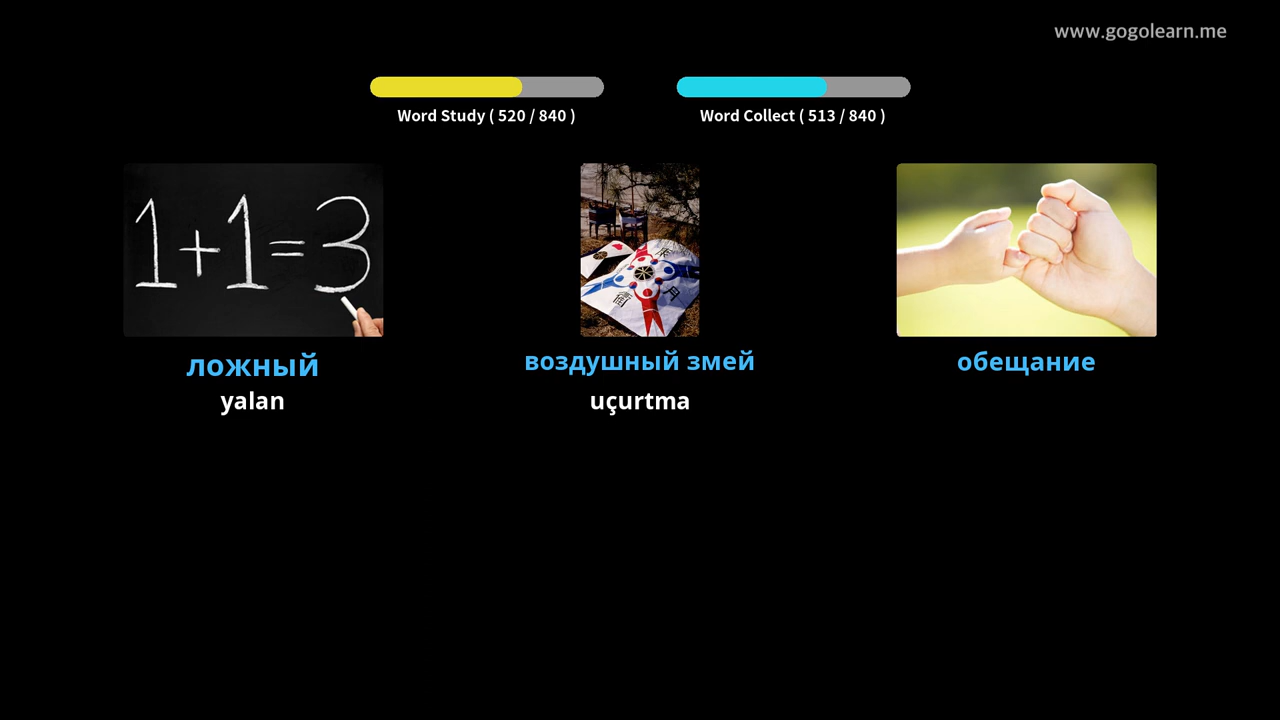 www.gogolearn.me
Word Study ( 520 / 840 )
Word Collect ( 513 / 840 )
1+1=3
ложный
yalan
воздушный змей
uçurtma
обещание